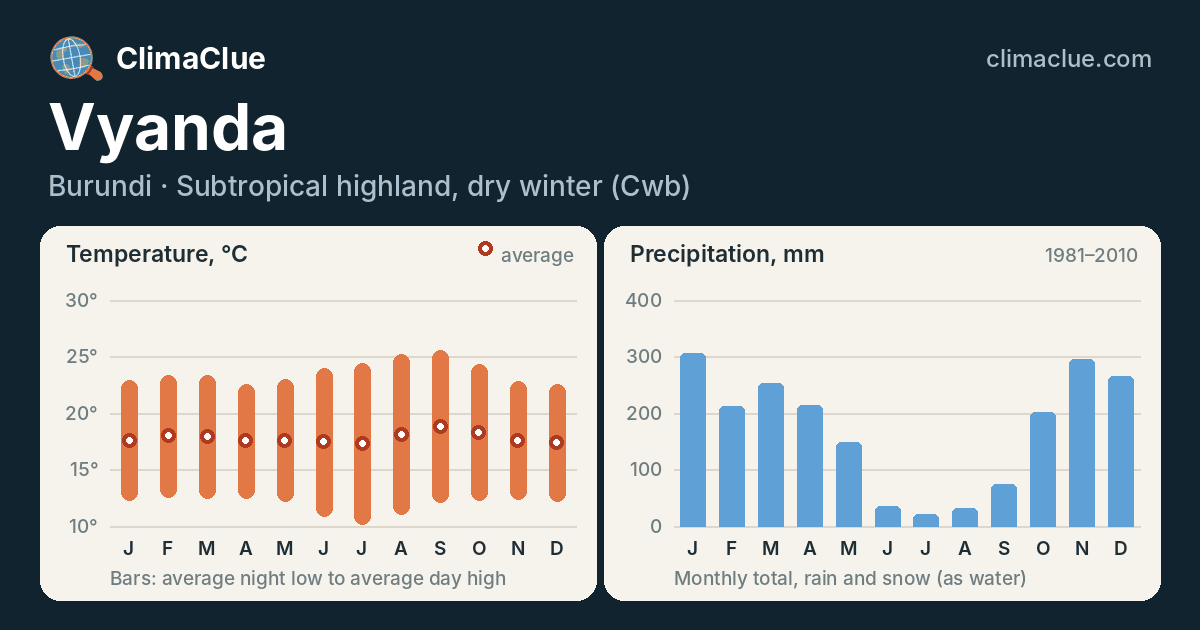 ClimaClue
climaclue.com
Vyanda
Burundi · Subtropical highland, dry winter (Cwb)
Temperature, °C
average
30°
25°
20°
15°
10°
J F M A M J J A S O N D
Bars: average night low to average day high
Precipitation, mm
1981–2010
400
300
200
100
0
J F M A M J J A S O N D
Monthly total, rain and snow (as water)